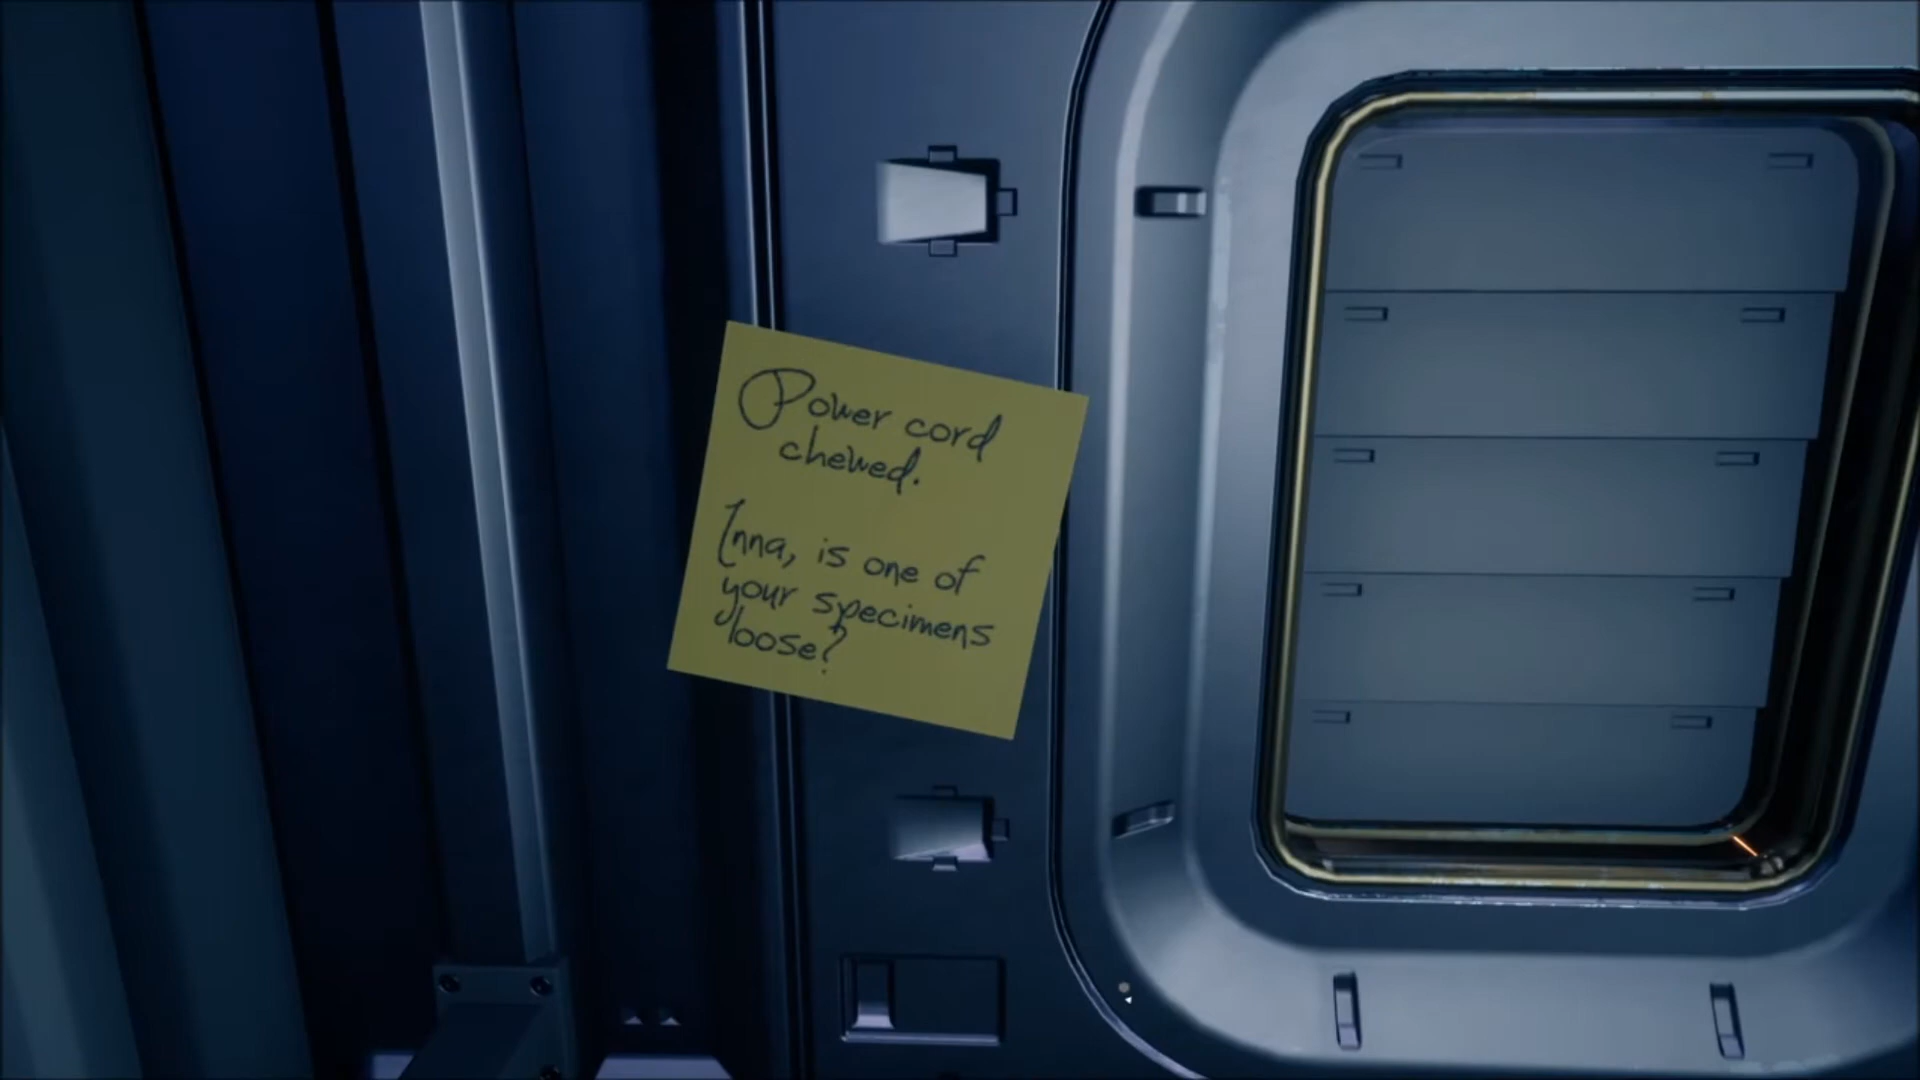 Power cord
chewed.
Inna, is one of
your specimens
loose?